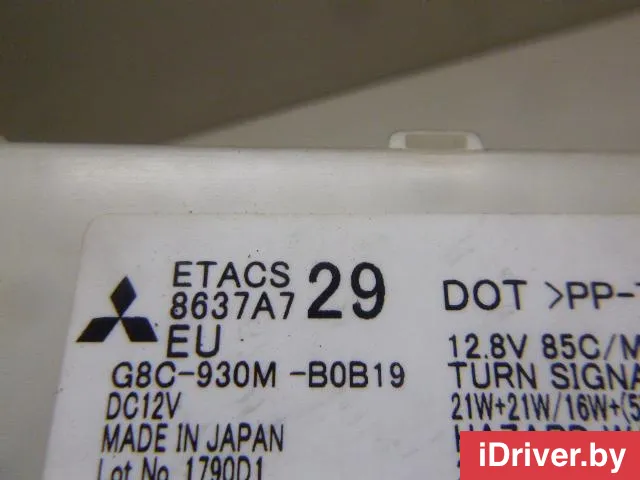 ETACS
8637A7 29
EU
G8C-930M -B0B19
DC12V
MADE IN JAPAN
Lot No. 1790D1
DOT >PP-
12.8V 85C/M
TURN SIGNA
21W+21W/16W+(5
iDriver.by